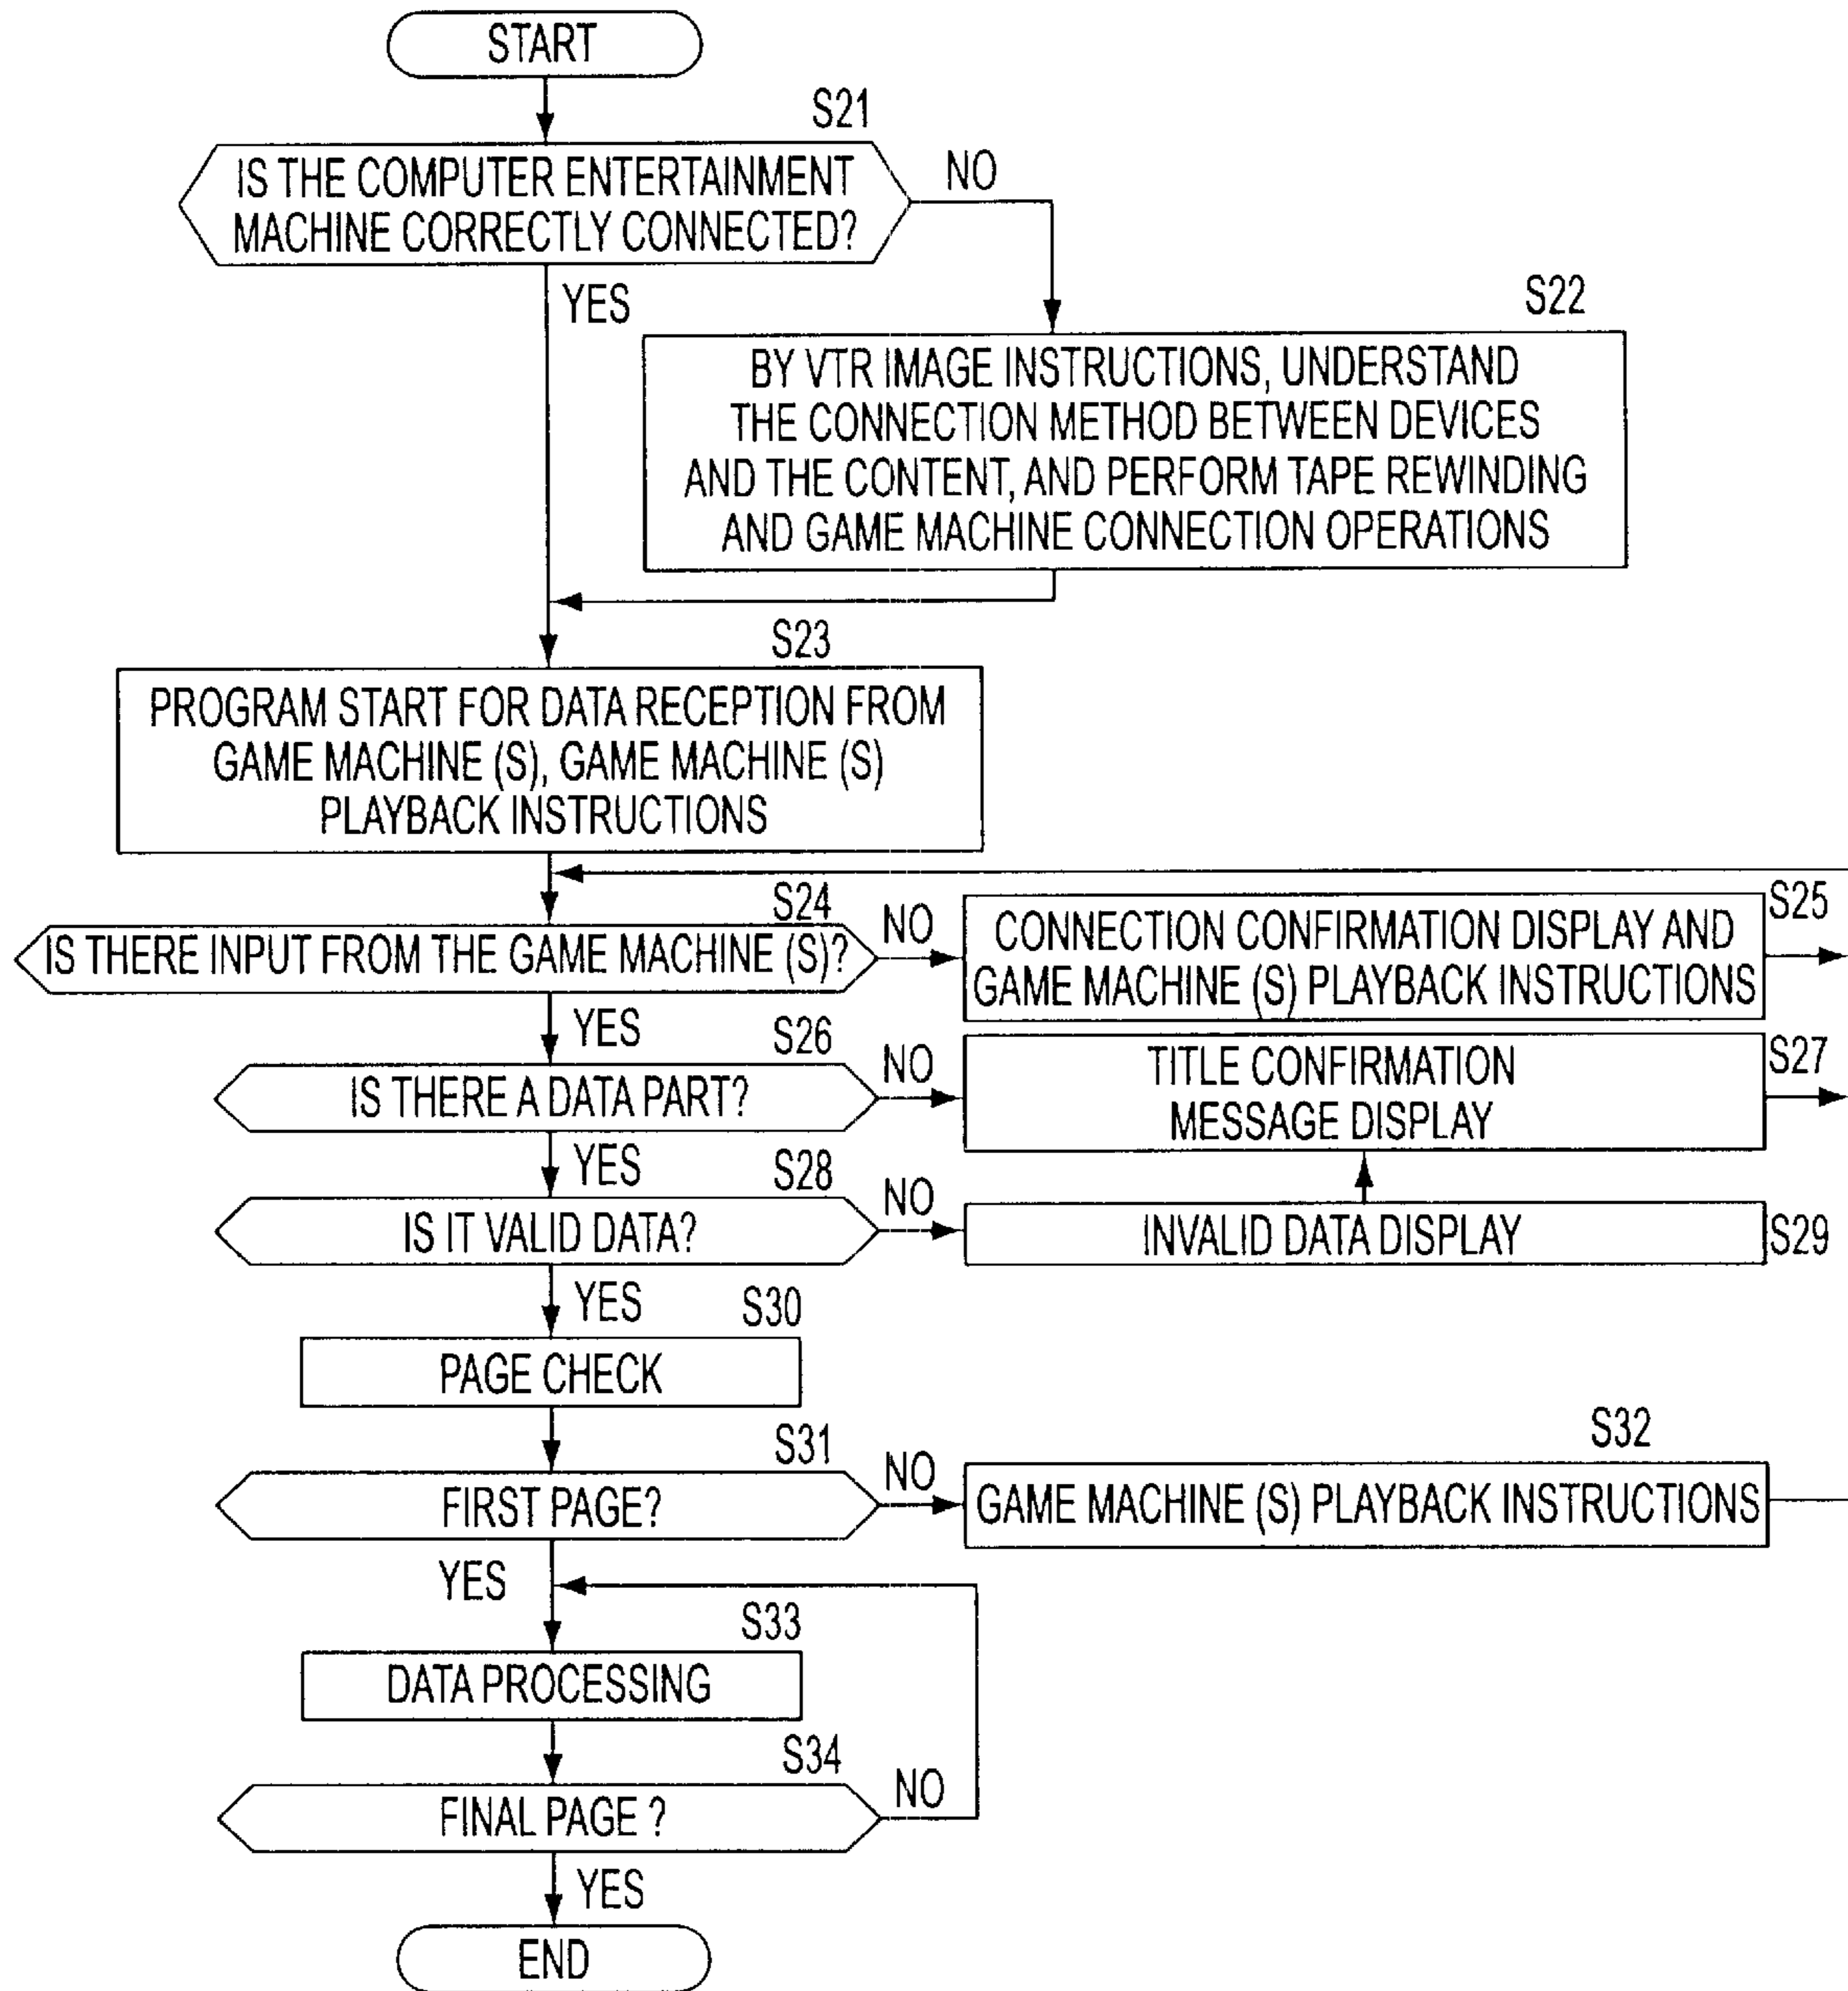 START
S21
IS THE COMPUTER ENTERTAINMENT
MACHINE CORRECTLY CONNECTED?
NO
YES
S22
BY VTR IMAGE INSTRUCTIONS, UNDERSTAND
THE CONNECTION METHOD BETWEEN DEVICES
AND THE CONTENT, AND PERFORM TAPE REWINDING
AND GAME MACHINE CONNECTION OPERATIONS
S23
PROGRAM START FOR DATA RECEPTION FROM
GAME MACHINE (S), GAME MACHINE (S)
PLAYBACK INSTRUCTIONS
S24
IS THERE INPUT FROM THE GAME MACHINE (S)?
NO
S25
CONNECTION CONFIRMATION DISPLAY AND
GAME MACHINE (S) PLAYBACK INSTRUCTIONS
YES
S26
IS THERE A DATA PART?
NO
S27
TITLE CONFIRMATION
MESSAGE DISPLAY
YES
S28
IS IT VALID DATA?
NO
INVALID DATA DISPLAY
S29
YES
S30
PAGE CHECK
S31
FIRST PAGE?
NO
S32
GAME MACHINE (S) PLAYBACK INSTRUCTIONS
YES
S33
DATA PROCESSING
S34
FINAL PAGE ?
NO
YES
END